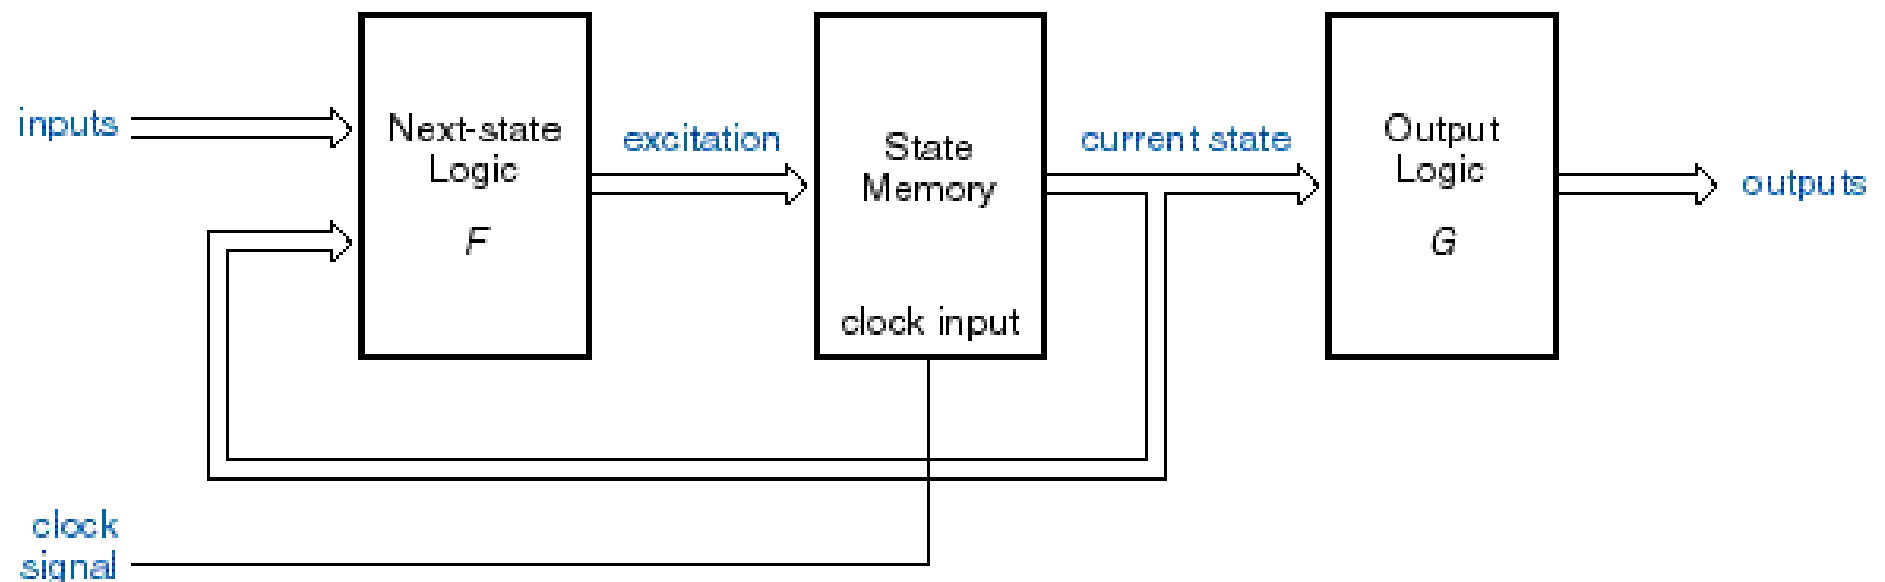 inputs
Next-state
Logic
F
excitation
State
Memory
clock input
current state
Output
Logic
G
outputs
clock
signal